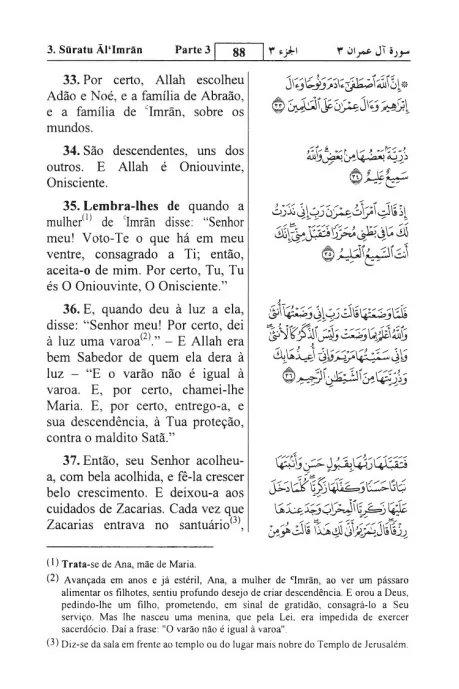 3. Sūratu Āl‘Imrān Parte 3 88 الجزء ٣ سورة آل عمران ٣
33. Por certo, Allah escolheu
Adão e Noé, e a família de Abraão,
e a família de ‘Imrān, sobre os
mundos.
34. São descendentes, uns dos
outros. E Allah é Oniouvinte,
Onisciente.
35. Lembra-lhes de quando a
mulher(1) de ‘Imrān disse: “Senhor
meu! Voto-Te o que há em meu
ventre, consagrado a Ti; então,
aceita-o de mim. Por certo, Tu, Tu
és O Oniouvinte, O Onisciente.”
36. E, quando deu à luz a ela,
disse: “Senhor meu! Por certo, dei
à luz uma varoa(2).” – E Allah era
bem Sabedor de quem ela dera à
luz – “E o varão não é igual à
varoa. E, por certo, chamei-lhe
Maria. E, por certo, entrego-a, e
sua descendência, à Tua proteção,
contra o maldito Satã.”
37. Então, seu Senhor acolheu-
a, com bela acolhida, e fê-la crescer
belo crescimento. E deixou-a aos
cuidados de Zacarias. Cada vez que
Zacarias entrava no santuário(3),
۞ إِنَّ ٱللَّهَ ٱصْطَفَىٰٓ ءَادَمَ وَنُوحًا وَءَالَ
إِبْرَٰهِيمَ وَءَالَ عِمْرَٰنَ عَلَى ٱلْعَٰلَمِينَ ٣٣
ذُرِّيَّةًۢ بَعْضُهَا مِنۢ بَعْضٍۗ وَٱللَّهُ
سَمِيعٌ عَلِيمٌ ٣٤
إِذْ قَالَتِ ٱمْرَأَتُ عِمْرَٰنَ رَبِّ إِنِّى نَذَرْتُ
لَكَ مَا فِى بَطْنِى مُحَرَّرًا فَتَقَبَّلْ مِنِّىٓۖ إِنَّكَ
أَنتَ ٱلسَّمِيعُ ٱلْعَلِيمُ ٣٥
فَلَمَّا وَضَعَتْهَا قَالَتْ رَبِّ إِنِّى وَضَعْتُهَآ أُنثَىٰ
وَٱللَّهُ أَعْلَمُ بِمَا وَضَعَتْ وَلَيْسَ ٱلذَّكَرُ كَٱلْأُنثَىٰۖ
وَإِنِّى سَمَّيْتُهَا مَرْيَمَ وَإِنِّىٓ أُعِيذُهَا بِكَ
وَذُرِّيَّتَهَا مِنَ ٱلشَّيْطَٰنِ ٱلرَّجِيمِ ٣٦
فَتَقَبَّلَهَا رَبُّهَا بِقَبُولٍ حَسَنٍ وَأَنۢبَتَهَا
نَبَاتًا حَسَنًا وَكَفَّلَهَا زَكَرِيَّاۖ كُلَّمَا دَخَلَ
عَلَيْهَا زَكَرِيَّا ٱلْمِحْرَابَ وَجَدَ عِندَهَا
رِزْقًاۖ قَالَ يَٰمَرْيَمُ أَنَّىٰ لَكِ هَٰذَاۖ قَالَتْ هُوَ مِنْ
(1) Trata-se de Ana, mãe de Maria.
(2) Avançada em anos e já estéril, Ana, a mulher de ‘Imrān, ao ver um pássaro
alimentar os filhotes, sentiu profundo desejo de criar descendência. E orou a Deus,
pedindo-lhe um filho, prometendo, em sinal de gratidão, consagrá-lo a Seu
serviço. Mas lhe nasceu uma menina, que pela Lei, era impedida de exercer
sacerdócio. Daí a frase: "O varão não é igual à varoa".
(3) Diz-se da sala em frente ao templo ou do lugar mais nobre do Templo de Jerusalém.